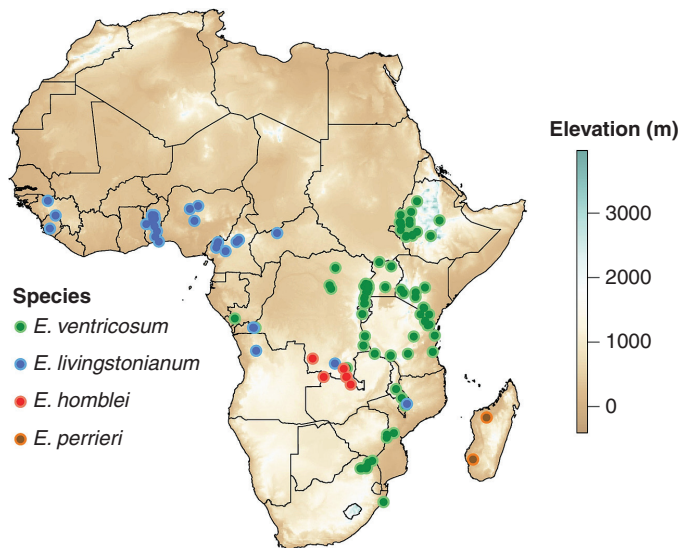 Elevation (m)
3000
2000
1000
0
Species
E. ventricosum
E. livingstonianum
E. homblei
E. perrieri